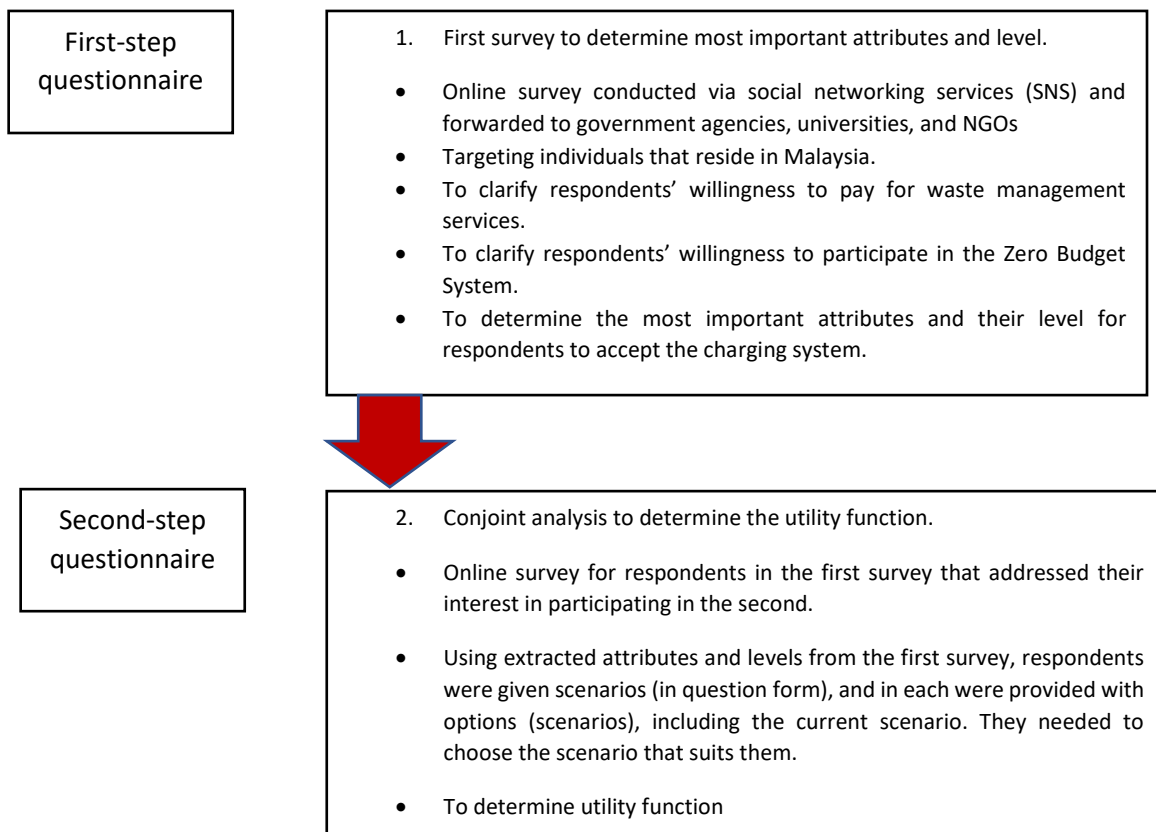 First-step
questionnaire
1. First survey to determine most important attributes and level.
• Online survey conducted via social networking services (SNS) and
forwarded to government agencies, universities, and NGOs
• Targeting individuals that reside in Malaysia.
• To clarify respondents’ willingness to pay for waste management
services.
• To clarify respondents’ willingness to participate in the Zero Budget
System.
• To determine the most important attributes and their level for
respondents to accept the charging system.
Second-step
questionnaire
2. Conjoint analysis to determine the utility function.
• Online survey for respondents in the first survey that addressed their
interest in participating in the second.
• Using extracted attributes and levels from the first survey, respondents
were given scenarios (in question form), and in each were provided with
options (scenarios), including the current scenario. They needed to
choose the scenario that suits them.
• To determine utility function